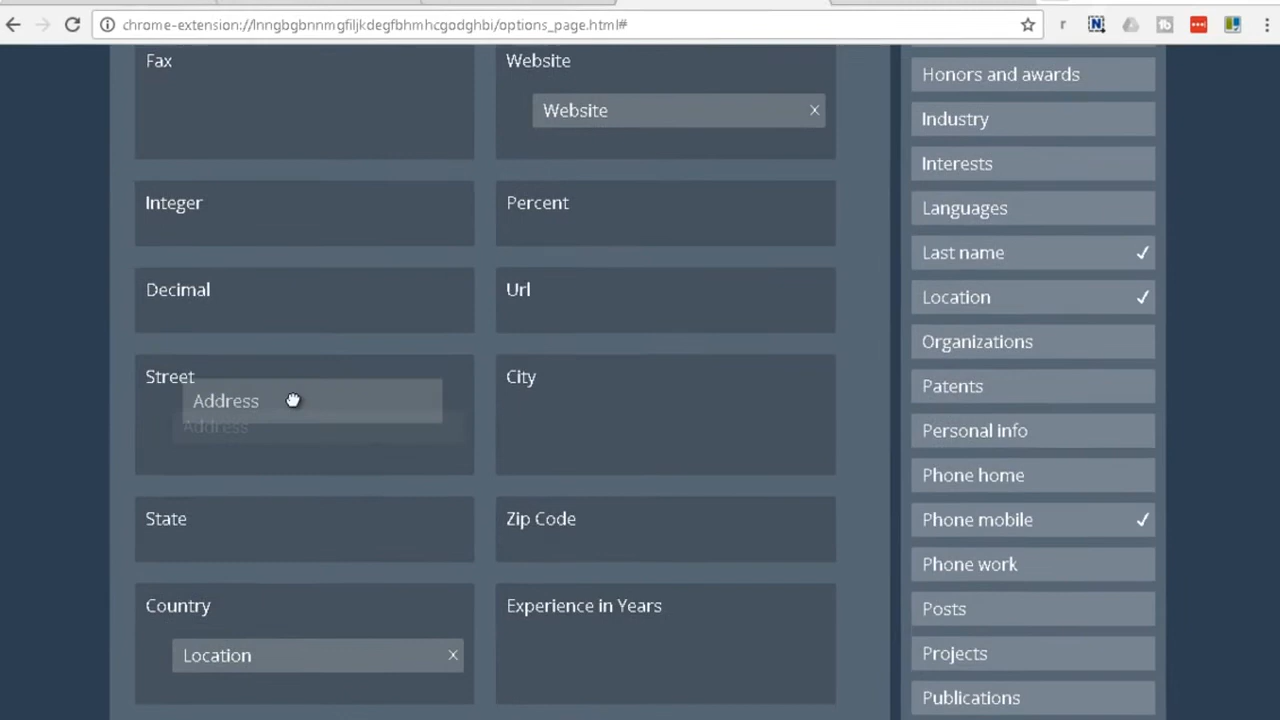 chrome-extension://lnngbgbnnmgfiljkdegfbhmhcgodghbi/options_page.html#
Fax
Website
Website X
Integer
Percent
Decimal
Url
Street
Address
Address
City
State
Zip Code
Country
Location X
Experience in Years
Honors and awards
Industry
Interests
Languages
Last name ✓
Location ✓
Organizations
Patents
Personal info
Phone home
Phone mobile ✓
Phone work
Posts
Projects
Publications